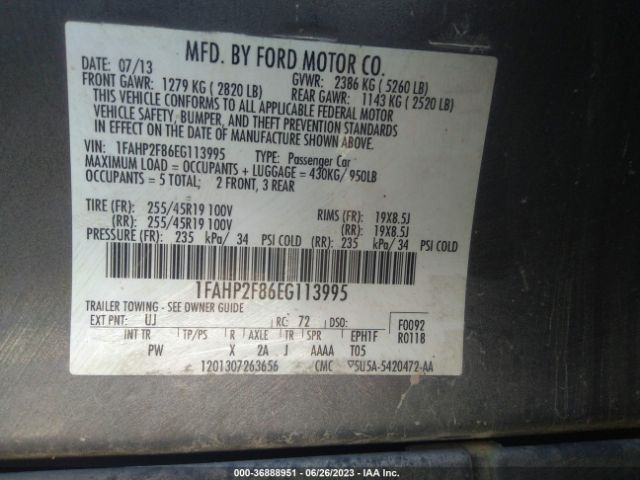 MFD. BY FORD MOTOR CO.
DATE: 07/13 GVWR: 2386 KG ( 5260 LB)
FRONT GAWR: 1279 KG ( 2820 LB) REAR GAWR: 1143 KG ( 2520 LB)
THIS VEHICLE CONFORMS TO ALL APPLICABLE FEDERAL MOTOR
VEHICLE SAFETY, BUMPER, AND THEFT PREVENTION STANDARDS
IN EFFECT ON THE DATE OF MANUFACTURE SHOWN ABOVE.
VIN: 1FAHP2F86EG113995 TYPE: Passenger Car
MAXIMUM LOAD = OCCUPANTS + LUGGAGE = 430KG/ 950LB
OCCUPANTS = 5 TOTAL; 2 FRONT, 3 REAR
TIRE (FR): 255/45R19 100V RIMS (FR): 19X8.5J
(RR): 255/45R19 100V (RR): 19X8.5J
PRESSURE (FR): 235 kPa/ 34 PSI COLD (RR): 235 kPa/ 34 PSI COLD
1FAHP2F86EG113995
TRAILER TOWING - SEE OWNER GUIDE
EXT PNT: UJ RC: 72 DSO: F0092
INT TR TP/PS R AXLE TR SPR EPHTF R0118
PW X 2A J AAAA T05
1201307263656 CMC ▽5U5A-5420472-AA
000-36888951 / 06/26/2023 / IAA Inc.